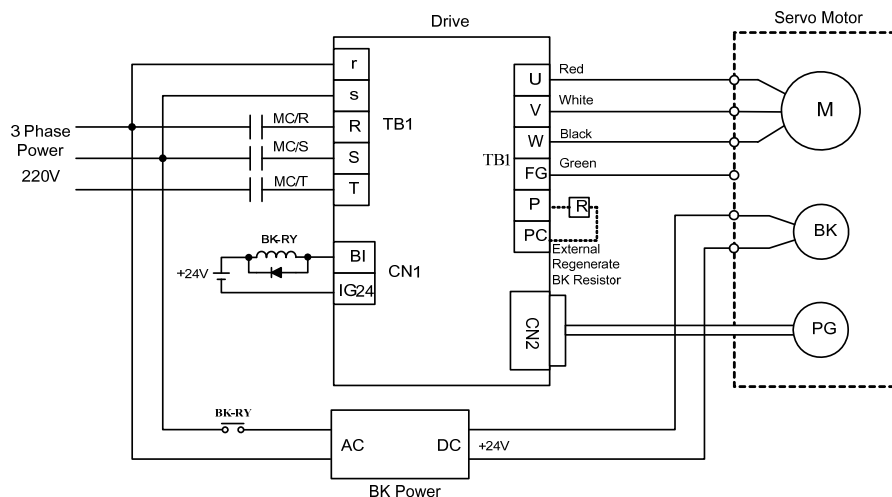 Drive
Servo Motor
r
s
R
S
T
TB1
MC/R
MC/S
MC/T
3 Phase
Power
220V
U
V
W
FG
P
PC
TB1
Red
White
Black
Green
R
External
Regenerate
BK Resistor
M
BK
PG
BK-RY
+24V
BI
IG24
CN1
CN2
BK-RY
AC
DC
+24V
BK Power